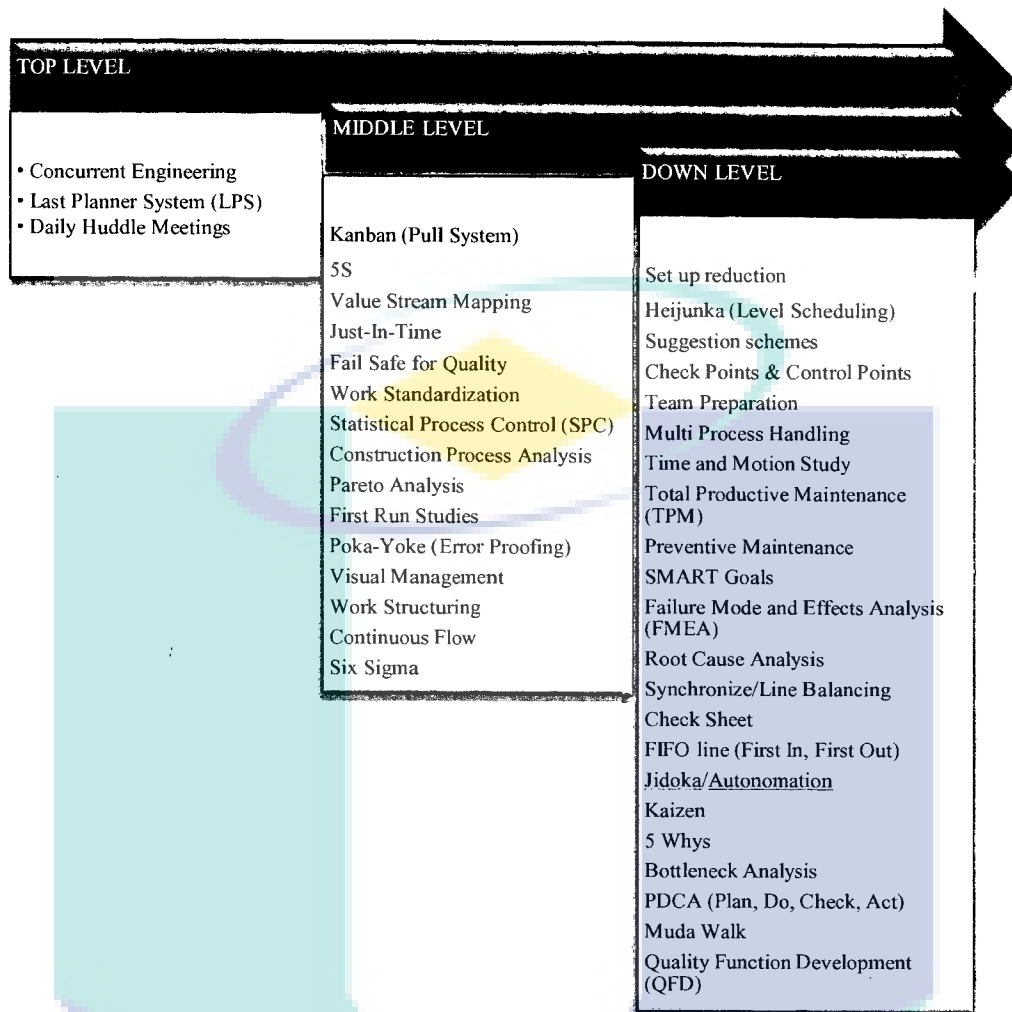 TOP LEVEL
• Concurrent Engineering
• Last Planner System (LPS)
• Daily Huddle Meetings
MIDDLE LEVEL
Kanban (Pull System)
5S
Value Stream Mapping
Just-In-Time
Fail Safe for Quality
Work Standardization
Statistical Process Control (SPC)
Construction Process Analysis
Pareto Analysis
First Run Studies
Poka-Yoke (Error Proofing)
Visual Management
Work Structuring
Continuous Flow
Six Sigma
DOWN LEVEL
Set up reduction
Heijunka (Level Scheduling)
Suggestion schemes
Check Points & Control Points
Team Preparation
Multi Process Handling
Time and Motion Study
Total Productive Maintenance
(TPM)
Preventive Maintenance
SMART Goals
Failure Mode and Effects Analysis
(FMEA)
Root Cause Analysis
Synchronize/Line Balancing
Check Sheet
FIFO line (First In, First Out)
Jidoka/Autonomation
Kaizen
5 Whys
Bottleneck Analysis
PDCA (Plan, Do, Check, Act)
Muda Walk
Quality Function Development
(QFD)